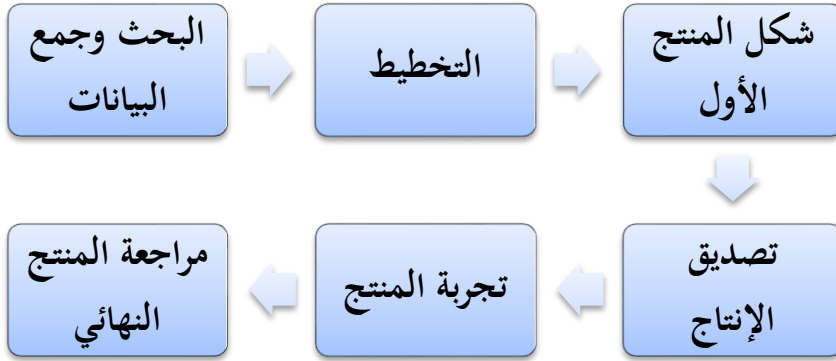 البحث وجمع
البيانات
التخطيط
شكل المنتج
الأول
تصديق
الإنتاج
تجربة المنتج
مراجعة المنتج
النهائي